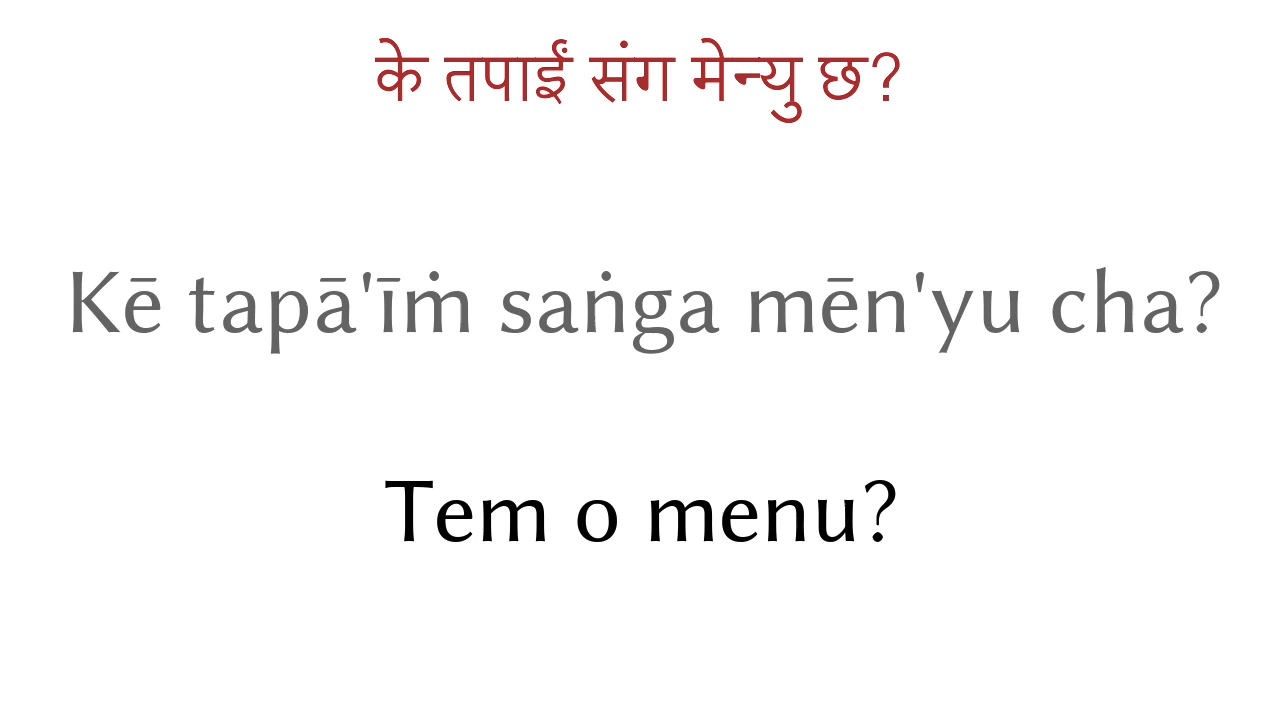 के तपाईं संग मेन्यु छ?
Kē tapā'īṁ saṅga mēn'yu cha?
Tem o menu?